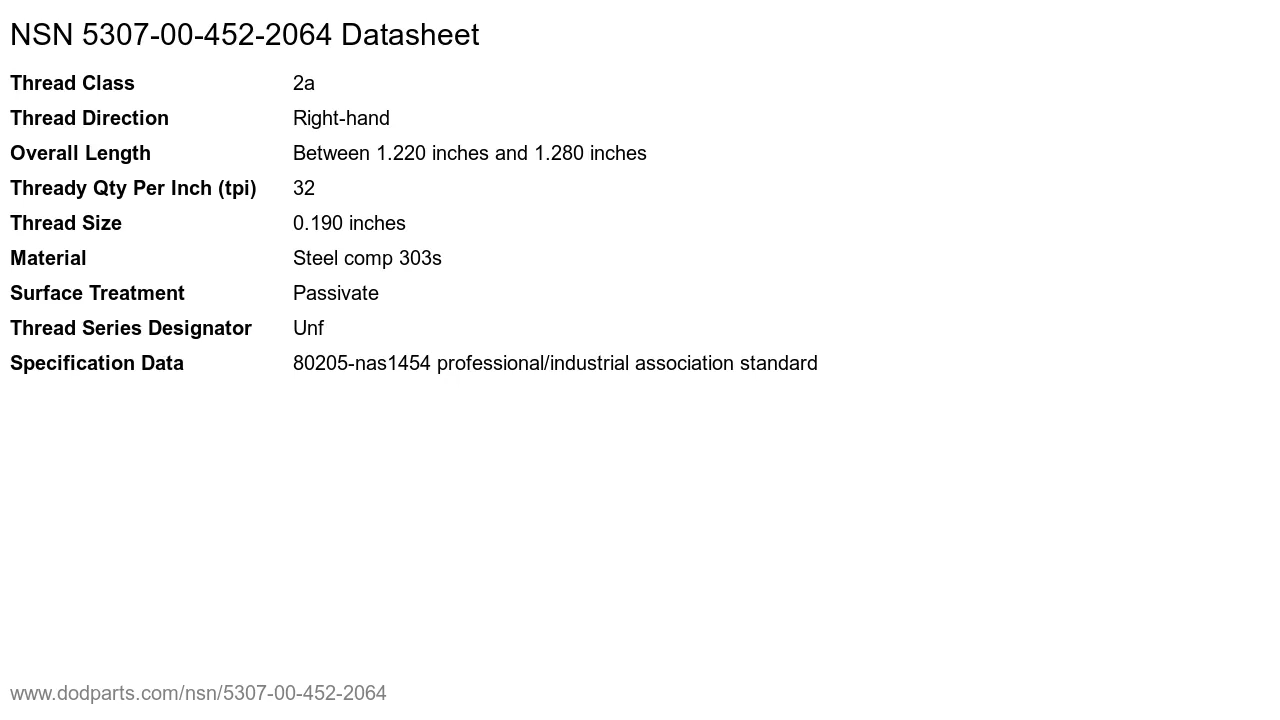 NSN 5307-00-452-2064 Datasheet
Thread Class 2a
Thread Direction Right-hand
Overall Length Between 1.220 inches and 1.280 inches
Thready Qty Per Inch (tpi) 32
Thread Size 0.190 inches
Material Steel comp 303s
Surface Treatment Passivate
Thread Series Designator Unf
Specification Data 80205-nas1454 professional/industrial association standard
www.dodparts.com/nsn/5307-00-452-2064